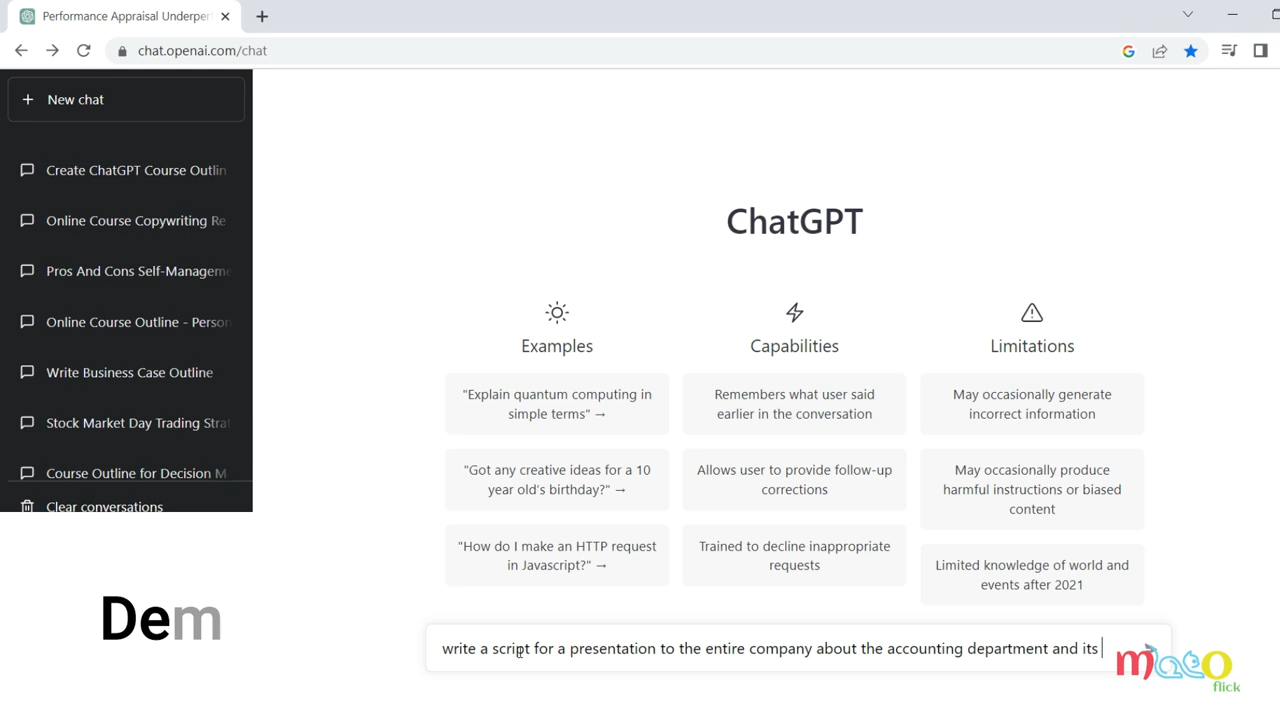 Performance Appraisal Underper
chat.openai.com/chat
New chat
Create ChatGPT Course Outlin
Online Course Copywriting Re
Pros And Cons Self-Manageme
Online Course Outline - Person
Write Business Case Outline
Stock Market Day Trading Strat
Course Outline for Decision M
Clear conversations
ChatGPT
Examples
"Explain quantum computing in
simple terms" →
"Got any creative ideas for a 10
year old's birthday?" →
"How do I make an HTTP request
in Javascript?" →
Capabilities
Remembers what user said
earlier in the conversation
Allows user to provide follow-up
corrections
Trained to decline inappropriate
requests
Limitations
May occasionally generate
incorrect information
May occasionally produce
harmful instructions or biased
content
Limited knowledge of world and
events after 2021
write a script for a presentation to the entire company about the accounting department and its
Dem
flick